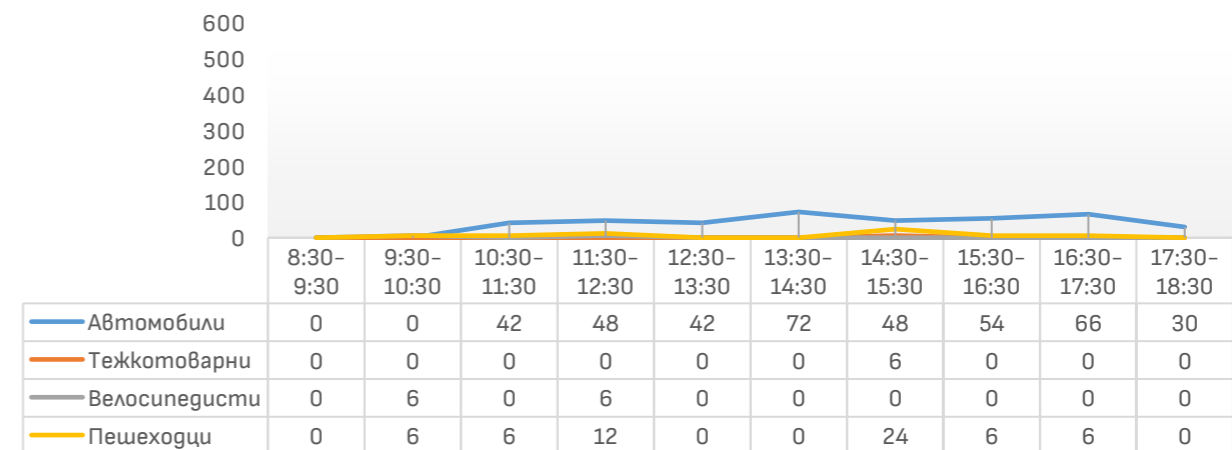 600
500
400
300
200
100
0
8:30- 9:30- 10:30- 11:30- 12:30- 13:30- 14:30- 15:30- 16:30- 17:30-
9:30 10:30 11:30 12:30 13:30 14:30 15:30 16:30 17:30 18:30
Автомобили 0 0 42 48 42 72 48 54 66 30
Тежкотоварни 0 0 0 0 0 0 6 0 0 0
Велосипедисти 0 6 0 6 0 0 0 0 0 0
Пешеходци 0 6 6 12 0 0 24 6 6 0